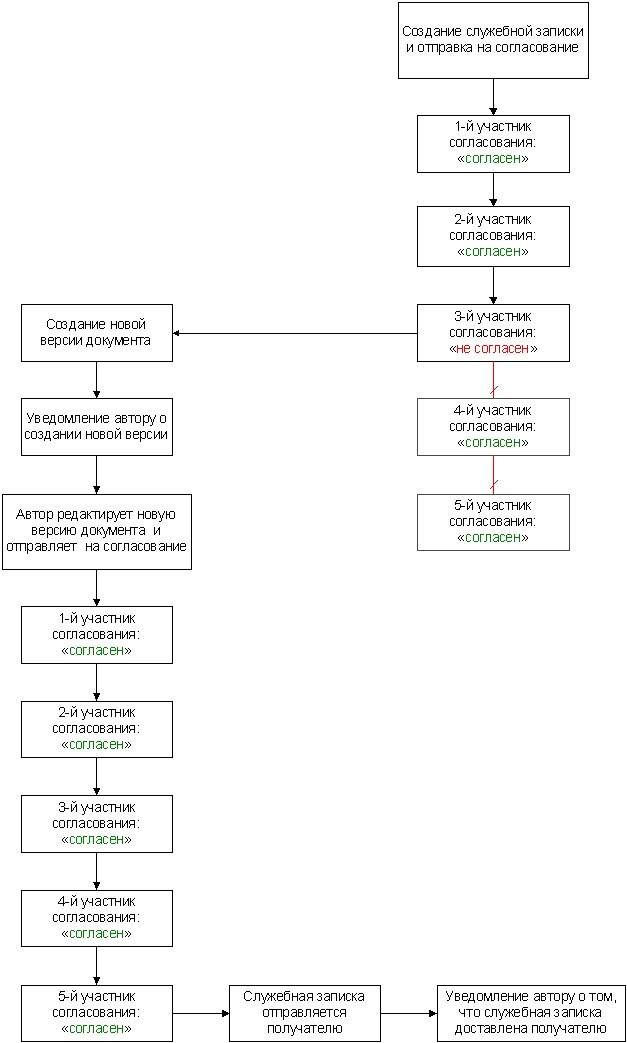 Создание служебной записки
и отправка на согласование
1-й участник
согласования:
«согласен»
2-й участник
согласования:
«согласен»
3-й участник
согласования:
«не согласен»
4-й участник
согласования:
«согласен»
5-й участник
согласования:
«согласен»
Создание новой
версии документа
Уведомление автору о
создании новой версии
Автор редактирует новую
версию документа и
отправляет на согласование
1-й участник
согласования:
«согласен»
2-й участник
согласования:
«согласен»
3-й участник
согласования:
«согласен»
4-й участник
согласования:
«согласен»
5-й участник
согласования:
«согласен»
Служебная записка
отправляется
получателю
Уведомление автору о том,
что служебная записка
доставлена получателю